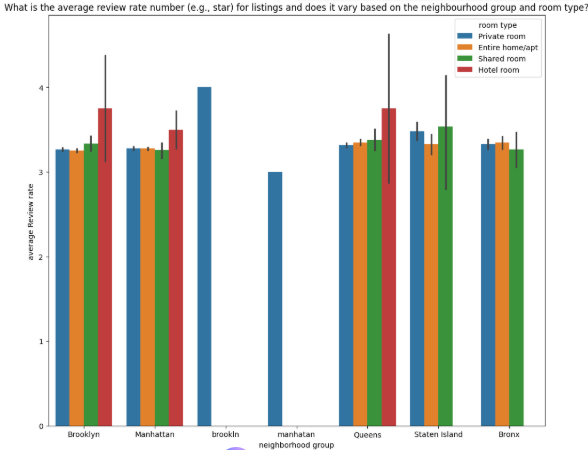 What is the average review rate number (e.g., star) for listings and does it vary based on the neighbourhood group and room type?
room type
Private room
Entire home/apt
Shared room
Hotel room
average Review rate
4
3
2
1
0
Brooklyn Manhattan brookln manhatan Queens Staten Island Bronx
neighborhood group